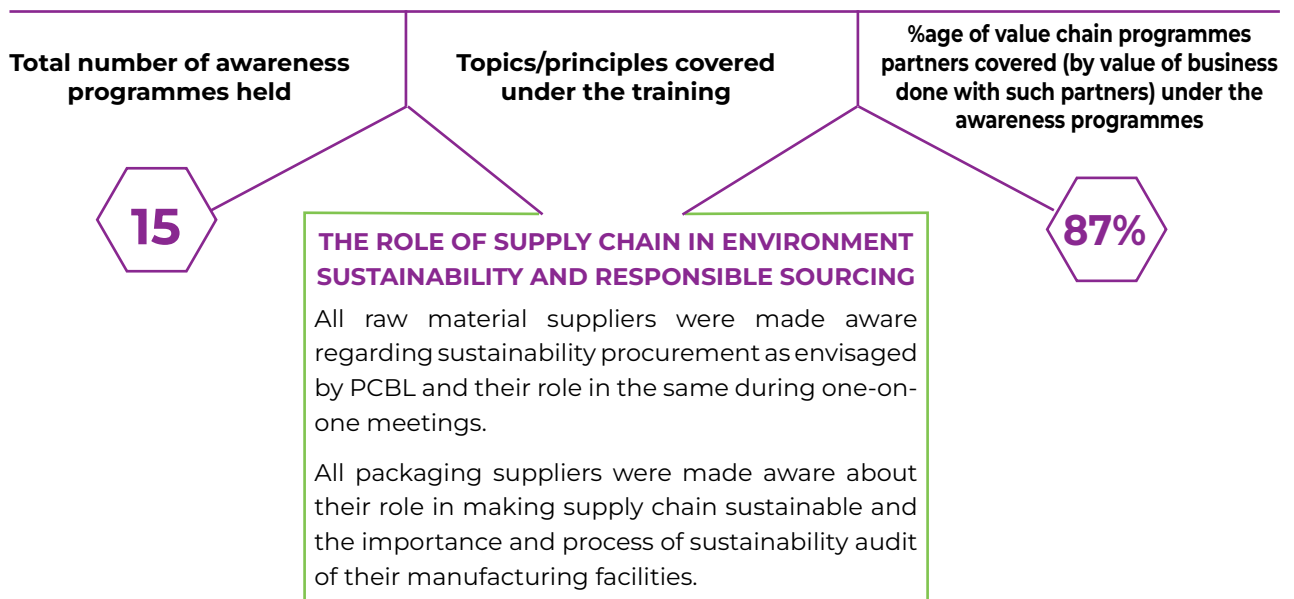 Total number of awareness
programmes held
Topics/principles covered
under the training
%age of value chain programmes
partners covered (by value of business
done with such partners) under the
awareness programmes
15
87%
THE ROLE OF SUPPLY CHAIN IN ENVIRONMENT
SUSTAINABILITY AND RESPONSIBLE SOURCING
All raw material suppliers were made aware
regarding sustainability procurement as envisaged
by PCBL and their role in the same during one-on-
one meetings.
All packaging suppliers were made aware about
their role in making supply chain sustainable and
the importance and process of sustainability audit
of their manufacturing facilities.